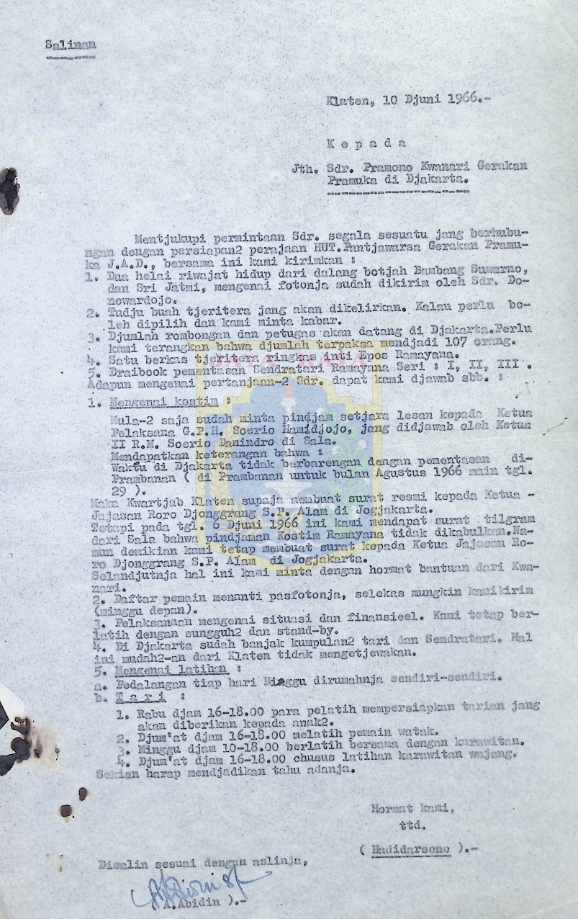 Salinan
Klaten, 10 Djuni 1966.-
K e p a d a
Jth. Sdr. Pramono Kwanari Gerakan
Pramuka di Djakarta.
Mentjukupi permintaan Sdr. segala sesuatu jang berhubu-
ngan dengan persiapan2 perajaan HUT.Pantjawarsa Gerakan Pramu-
ka J.A.D., bersama ini kami kirimkan :
1. Dua helai riwajat hidup dari dalang botjah Bambang Suwarno,
dan Sri Jatmi, mengenai fotonja sudah dikirim oleh Sdr. Do-
nowardojo.
2. Tudju buah tjeritera jang akan dikelirkan. Kalau perlu bo-
leh dipilih dan kami minta kabar.
3. Djumlah rombongan dan petugas akan datang di Djakarta.Perlu
kami terangkan bahwa djumlah terpaksa mendjadi 107 orang.
4. Satu berkas tjeritera ringkas inti Epos Ramayana.
5. Draibook pementasan Sendratari Ramayana Seri : I, II, III .
Adapun mengenai pertanjaan-2 Sdr. dapat kami djawab sbb. :
1. Mengenai kostim :
Mula-2 saja sudah minta pindjam setjara lesan kepada Ketua
Pelaksana G.P.H. Soerio Hamidjojo, jang didjawab oleh Ketua
II R.M. Soerio Danindro di Sala.
Mendapatkan keterangan bahwa :
Waktu di Djakarta tidak berbarengan dengan penentasan di-
Prambanan ( di Prambanan untuk bulan Agustus 1966 main tgl.
29 ).
Maka Kwartjab Klaten supaja membuat surat resmi kepada Ketua -
Jajasan Roro Djonggrang S.P. Alam di Jogjakarta.
Tetapi pada tgl. 6 Djuni 1966 ini kami mendapat surat tilgram
dari Sala bahwa pindjaman Kostim Ramayana tidak dikabulkan.Na-
mun demikian kami tetap membuat surat kepada Ketua Jajasan Ro-
ro Djonggrang S.P. Alam di Jogjakarta.
Selandjutnja hal ini kami minta dengan hormat bantuan dari Kwa-
nari.
2. Daftar pemain menanti pasfotonja, selekas mungkin kamikirim
(minggu depan).
3. Pelaksanaan mengenai situasi dan finansieel. Kami tetap ber-
latih dengan sungguh2 dan stand-by.
4. Di Djakarta sudah banjak kumpulan2 tari dan Sendratari. Hal
ini mudah2-an dari Klaten tidak mengetjewakan.
5. Mengenai latihan :
a. Pedalangan tiap hari Minggu dirumahnja sendiri-sendiri.
b. T a r i :
1. Rabu djam 16-18.00 para pelatih mempersiapkan tarian jang
akan diberikan kepada anak2.
2. Djum'at djam 16-18.00 melatih pemain watak.
3. Minggu djam 10-18.00 berlatih bersama dengan karawitan.
4. Djum'at djam 16-18.00 chusus latihan karawitan wajang.
Sekian harap mendjadikan tahu adanja.
Hormat kami,
ttd.
( Hadidarsono ).-
Disalin sesuai dengan aslinja,
A.Abidin ).-